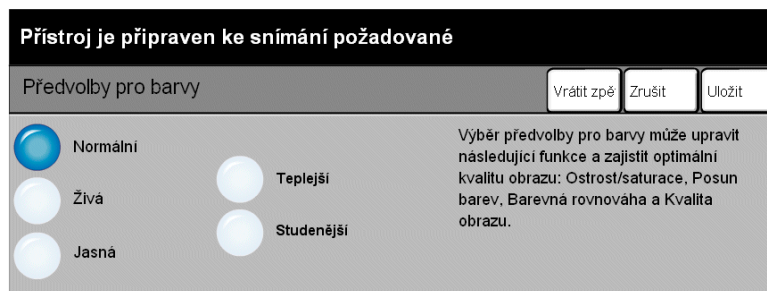 Přístroj je připraven ke snímání požadované
Předvolby pro barvy
Vrátit zpě
Zrušit
Uložit
Normální
Živá
Jasná
Teplejší
Studenější
Výběr předvolby pro barvy může upravit
následující funkce a zajistit optimální
kvalitu obrazu: Ostrost/saturace, Posun
barev, Barevná rovnováha a Kvalita
obrazu.